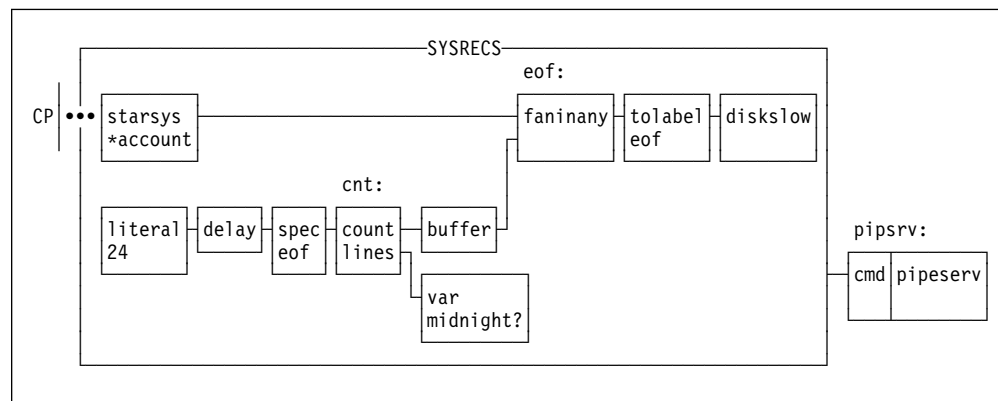 SYSRECS
eof:
CP
starsys
*account
faninany
tolabel
eof
diskslow
cnt:
literal
24
delay
spec
eof
count
lines
buffer
var
midnight?
pipsrv:
cmd
pipeserv